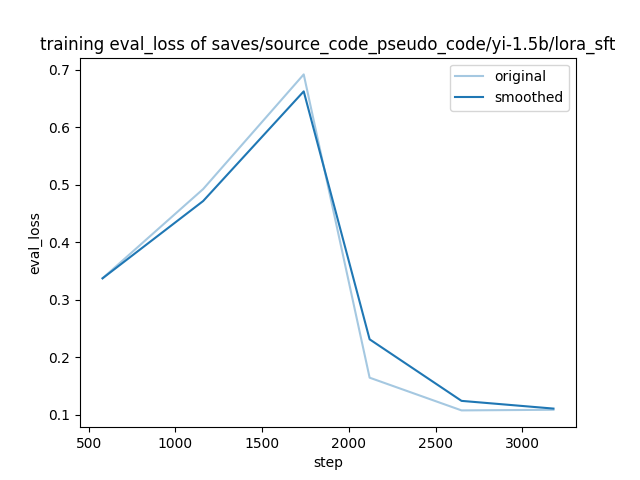 training eval_loss of saves/source_code_pseudo_code/yi-1.5b/lora_sft
original
smoothed
0.7
0.6
0.5
0.4
0.3
0.2
0.1
eval_loss
500
1000
1500
2000
2500
3000
step